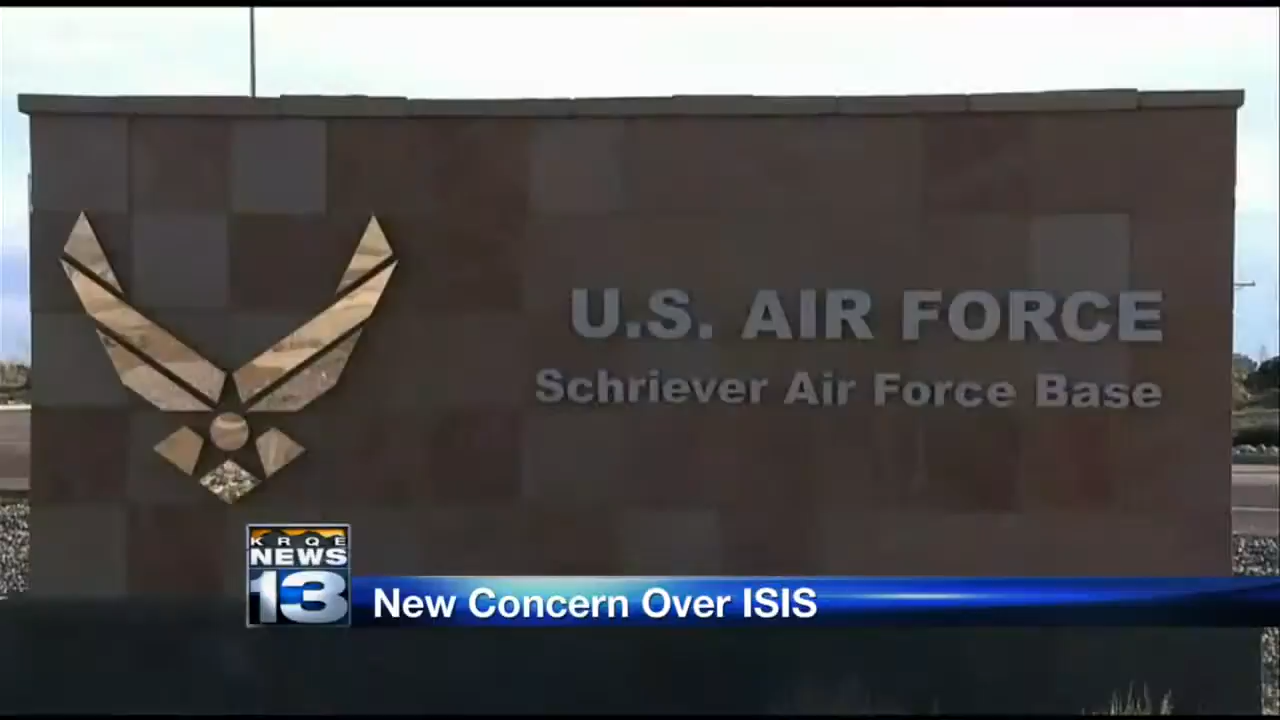 U.S. AIR FORCE
Schriever Air Force Base
KRQE
NEWS
13
New Concern Over ISIS